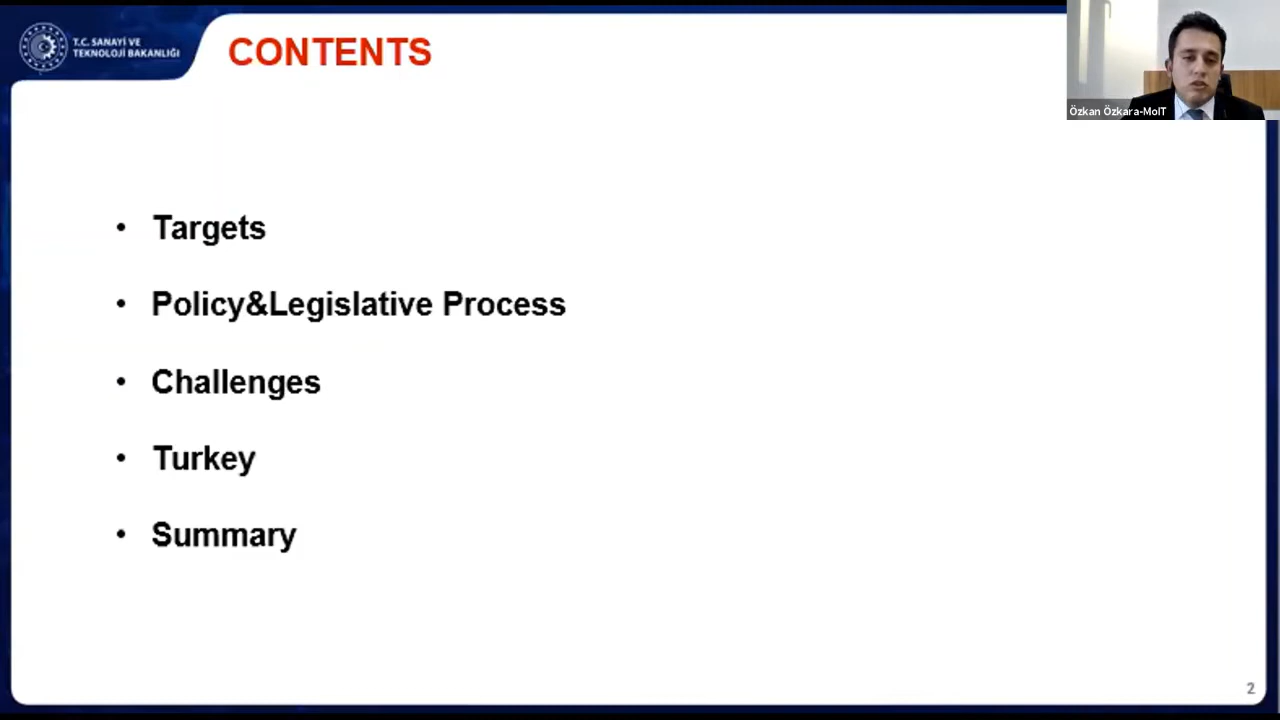 T.C. SANAYİ VE
TEKNOLOJİ BAKANLIĞI
CONTENTS
Özkan Özkara-MoIT
• Targets
• Policy&Legislative Process
• Challenges
• Turkey
• Summary
2